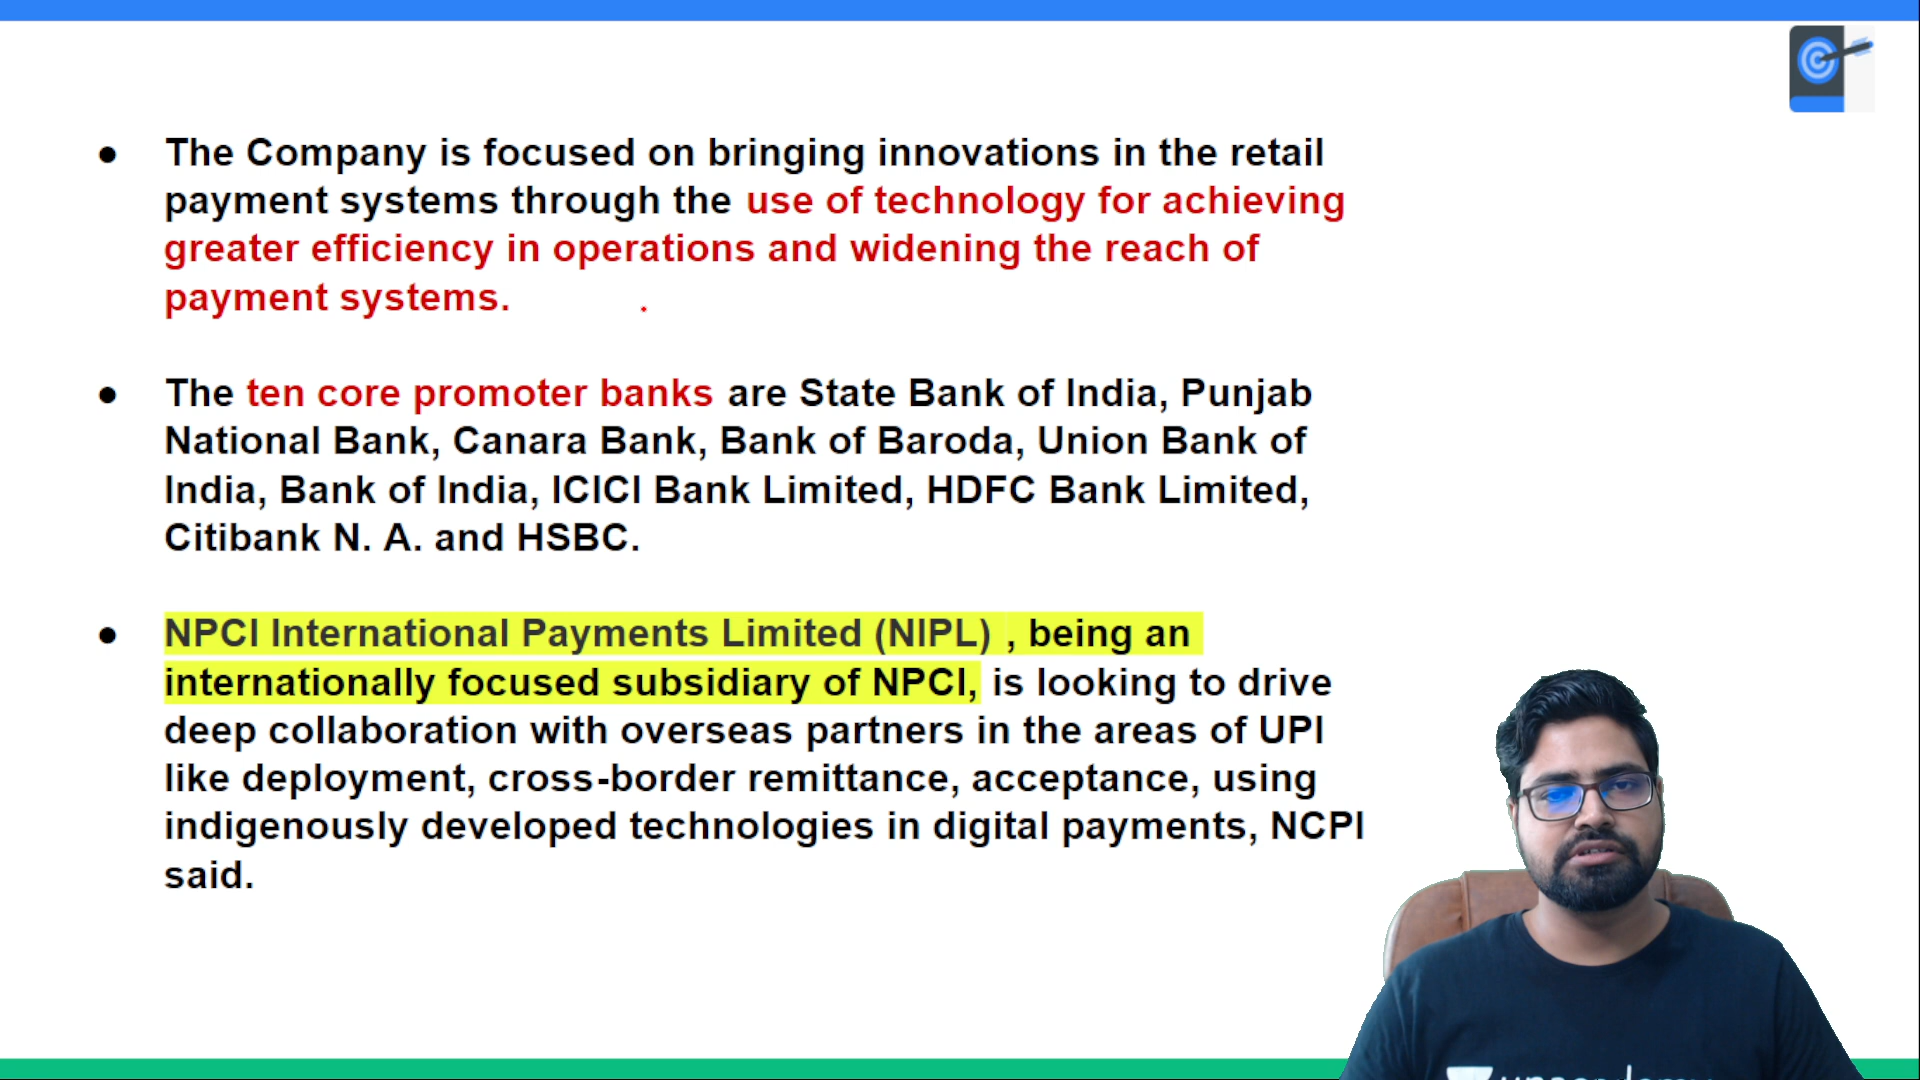 ● The Company is focused on bringing innovations in the retail
payment systems through the use of technology for achieving
greater efficiency in operations and widening the reach of
payment systems.
● The ten core promoter banks are State Bank of India, Punjab
National Bank, Canara Bank, Bank of Baroda, Union Bank of
India, Bank of India, ICICI Bank Limited, HDFC Bank Limited,
Citibank N. A. and HSBC.
● NPCI International Payments Limited (NIPL) , being an
internationally focused subsidiary of NPCI, is looking to drive
deep collaboration with overseas partners in the areas of UPI
like deployment, cross-border remittance, acceptance, using
indigenously developed technologies in digital payments, NCPI
said.